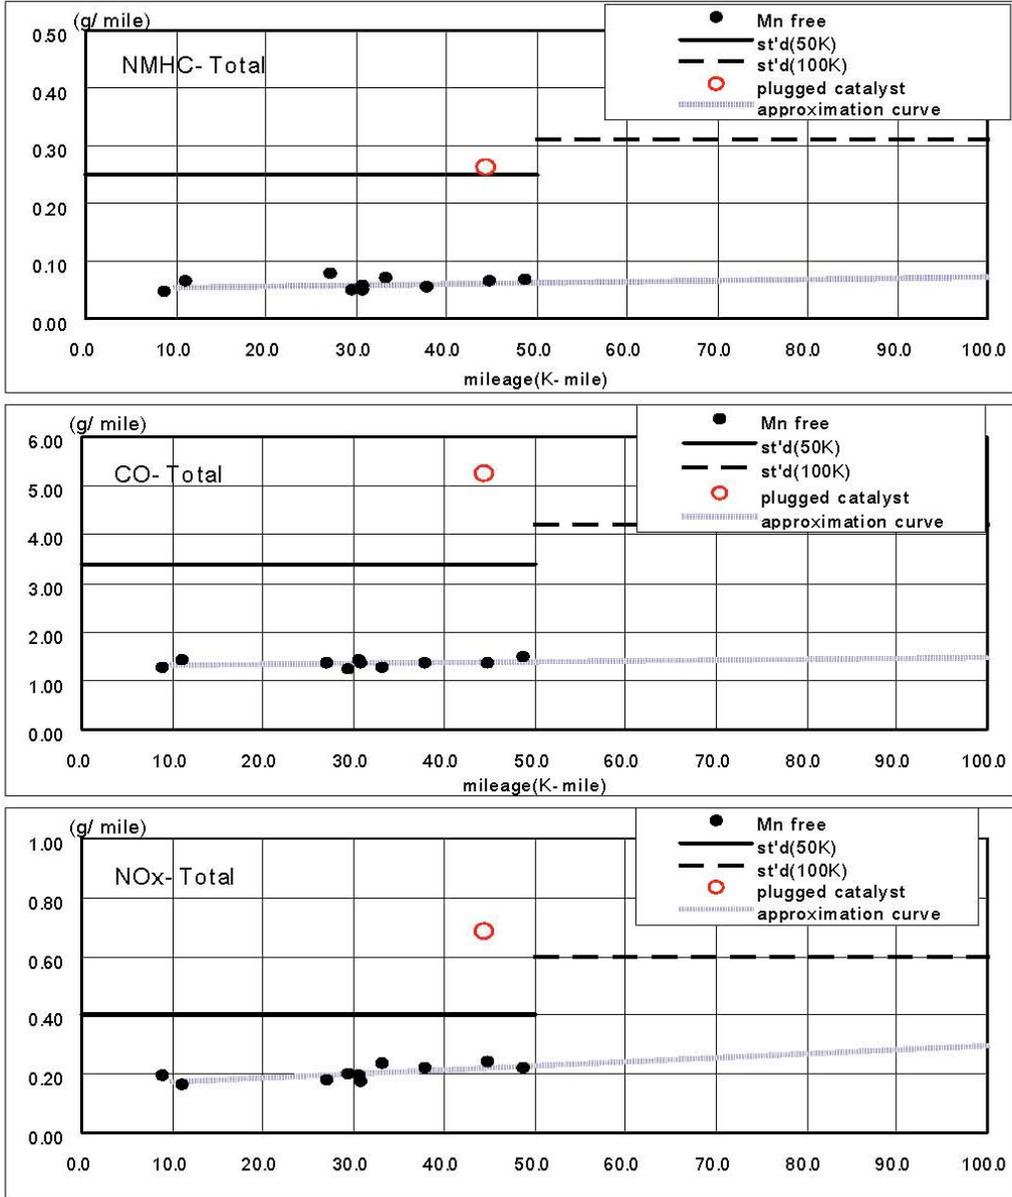 (g/ mile)
0.50
NMHC- Total
0.40
0.30
0.20
0.10
0.00
Mn free
st'd(50K)
st'd(100K)
plugged catalyst
approximation curve
0.0 10.0 20.0 30.0 40.0 50.0 60.0 70.0 80.0 90.0 100.0
mileage(K- mile)
(g/ mile)
6.00
CO- Total
5.00
4.00
3.00
2.00
1.00
0.00
Mn free
st'd(50K)
st'd(100K)
plugged catalyst
approximation curve
0.0 10.0 20.0 30.0 40.0 50.0 60.0 70.0 80.0 90.0 100.0
mileage(K- mile)
(g/ mile)
1.00
NOx- Total
0.80
0.60
0.40
0.20
0.00
Mn free
st'd(50K)
st'd(100K)
plugged catalyst
approximation curve
0.0 10.0 20.0 30.0 40.0 50.0 60.0 70.0 80.0 90.0 100.0